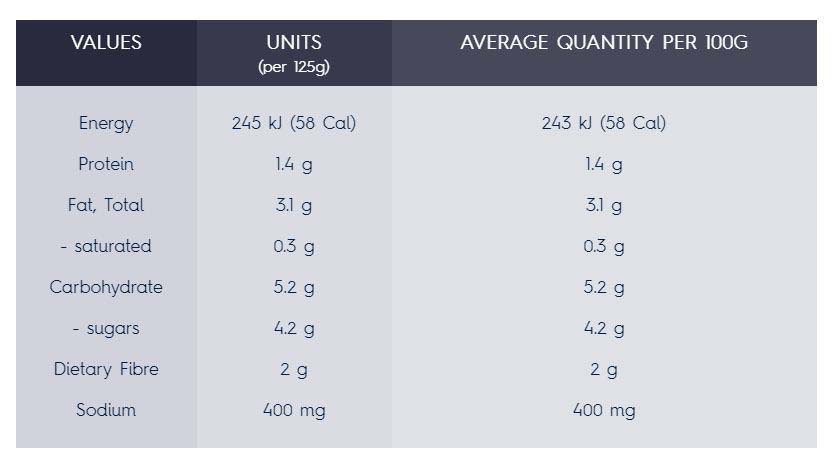 VALUES UNITS AVERAGE QUANTITY PER 100G
(per 125g)
Energy 245 kJ (58 Cal) 243 kJ (58 Cal)
Protein 1.4 g 1.4 g
Fat, Total 3.1 g 3.1 g
- saturated 0.3 g 0.3 g
Carbohydrate 5.2 g 5.2 g
- sugars 4.2 g 4.2 g
Dietary Fibre 2 g 2 g
Sodium 400 mg 400 mg